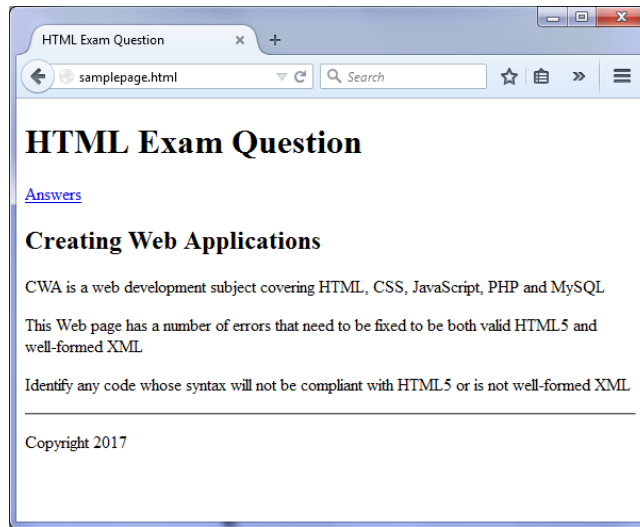 HTML Exam Question
samplepage.html
Search
HTML Exam Question
Answers
Creating Web Applications
CWA is a web development subject covering HTML, CSS, JavaScript, PHP and MySQL
This Web page has a number of errors that need to be fixed to be both valid HTML5 and
well-formed XML
Identify any code whose syntax will not be compliant with HTML5 or is not well-formed XML
Copyright 2017